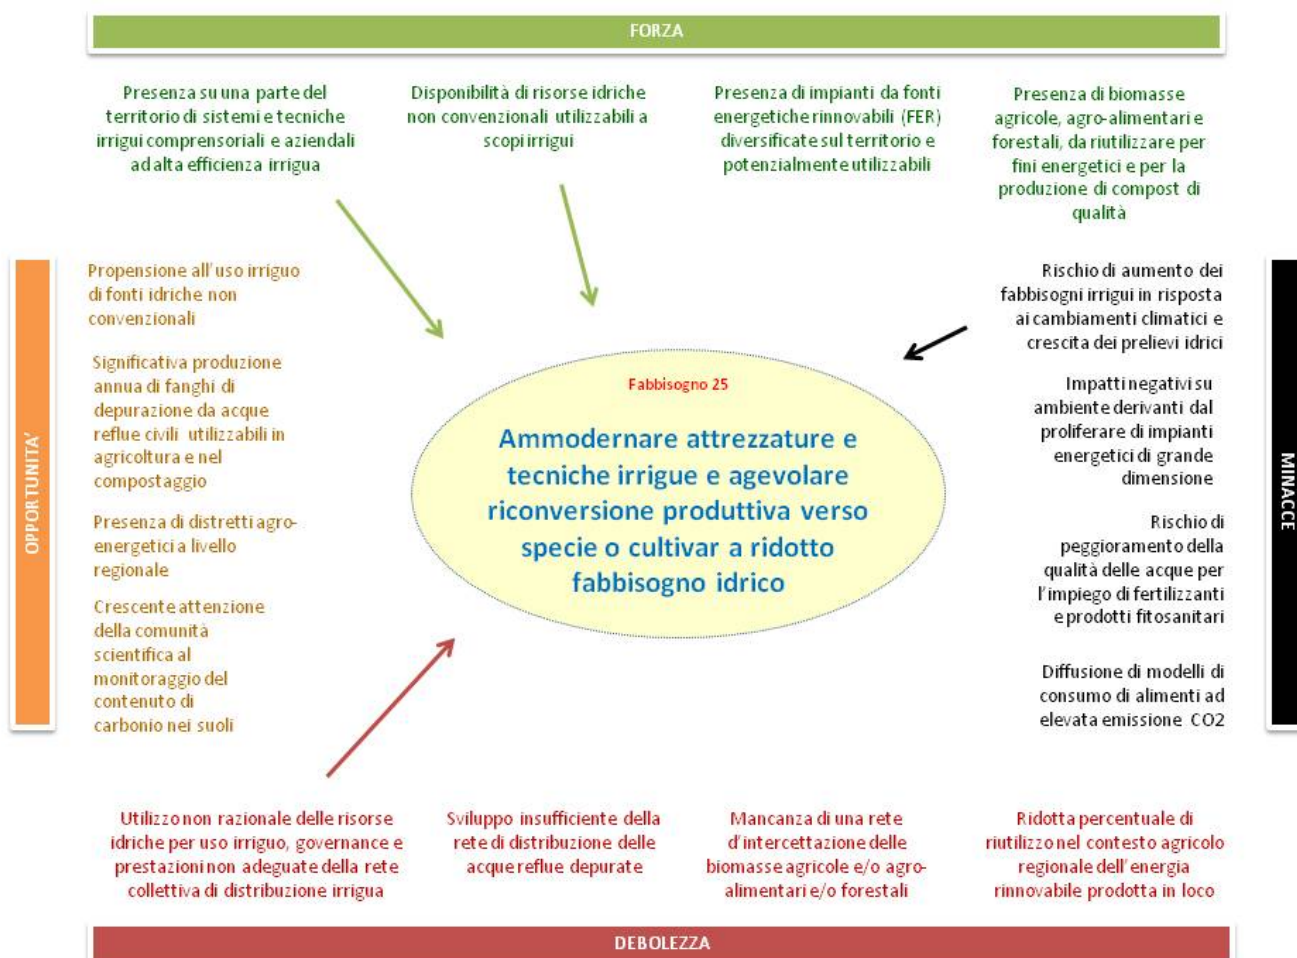 FORZA
Presenza su una parte del
territorio di sistemi e tecniche
irrigui comprensoriali e aziendali
ad alta efficienza irrigua
Disponibilità di risorse idriche
non convenzionali utilizzabili a
scopi irrigui
Presenza di impianti da fonti
energetiche rinnovabili (FER)
diversificate sul territorio e
potenzialmente utilizzabili
Presenza di biomasse
agricole, agro-alimentari e
forestali, da riutilizzare per
fini energetici e per la
produzione di compost di
qualità
OPPORTUNITA'
Propensione all'uso irriguo
di fonti idriche non
convenzionali
Significativa produzione
annua di fanghi di
depurazione da acque
reflue civili utilizzabili in
agricoltura e nel
compostaggio
Presenza di distretti agro-
energetici a livello
regionale
Crescente attenzione
della comunità
scientifica al
monitoraggio del
contenuto di
carbonio nei suoli
Fabbisogno 25
Ammodernare attrezzature e
tecniche irrigue e agevolare
riconversione produttiva verso
specie o cultivar a ridotto
fabbisogno idrico
Rischio di aumento dei
fabbisogni irrigui in risposta
ai cambiamenti climatici e
crescita dei prelievi idrici
Impatti negativi su
ambiente derivanti dal
proliferare di impianti
energetici di grande
dimensione
Rischio di
peggioramento della
qualità delle acque per
l'impiego di fertilizzanti
e prodotti fitosanitari
Diffusione di modelli di
consumo di alimenti ad
elevata emissione CO2
MINACCE
Utilizzo non razionale delle risorse
idriche per uso irriguo, governance e
prestazioni non adeguate della rete
collettiva di distribuzione irrigua
Sviluppo insufficiente della
rete di distribuzione delle
acque reflue depurate
Mancanza di una rete
d'intercettazione delle
biomasse agricole e/o agro-
alimentari e/o forestali
Ridotta percentuale di
riutilizzo nel contesto agricolo
regionale dell'energia
rinnovabile prodotta in loco
DEBOLEZZA